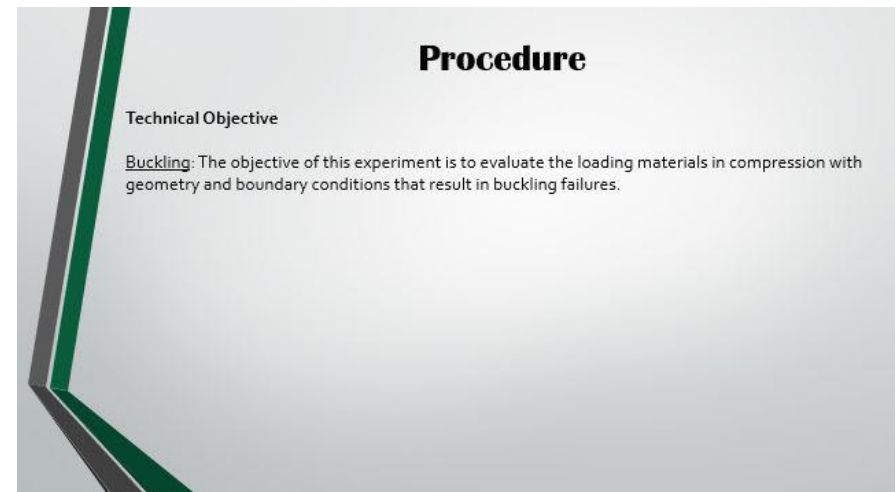 Procedure
Technical Objective
Buckling: The objective of this experiment is to evaluate the loading materials in compression with
geometry and boundary conditions that result in buckling failures.